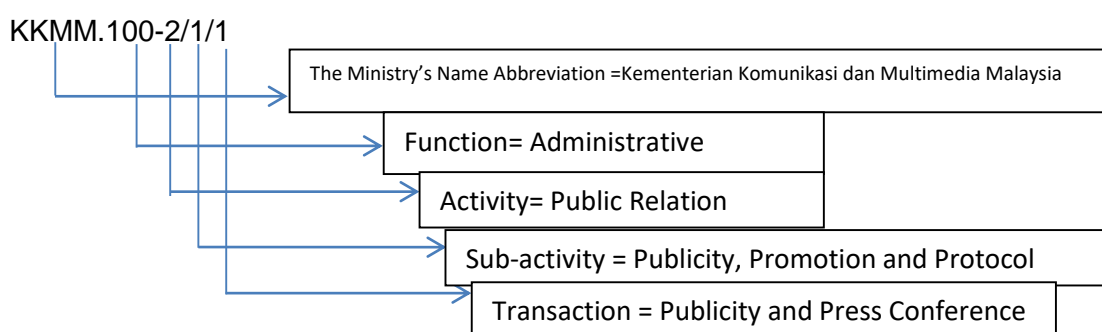 KKMM.100-2/1/1
The Ministry's Name Abbreviation =Kementerian Komunikasi dan Multimedia Malaysia
Function= Administrative
Activity= Public Relation
Sub-activity = Publicity, Promotion and Protocol
Transaction = Publicity and Press Conference